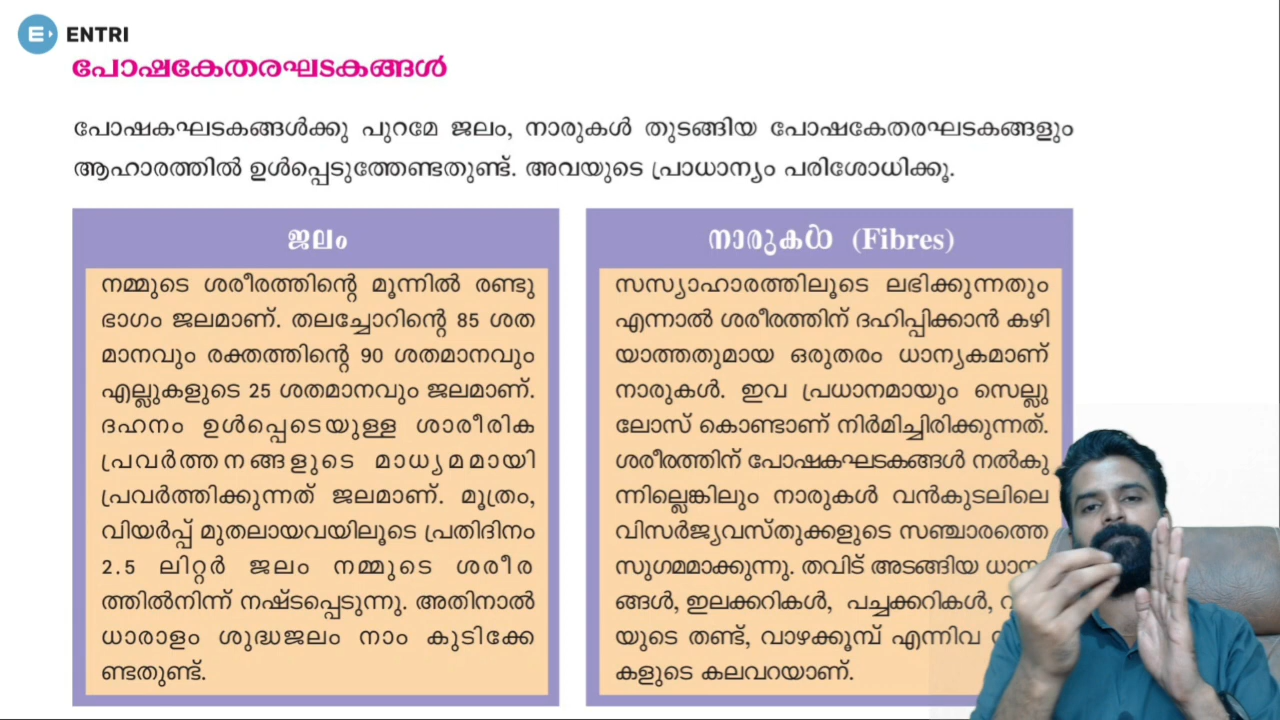 ENTRI
പോഷകേതരഘടകങ്ങൾ
പോഷകഘടകങ്ങൾക്കു പുറമേ ജലം, നാരുകൾ തുടങ്ങിയ പോഷകേതരഘടകങ്ങളും
ആഹാരത്തിൽ ഉൾപ്പെടുത്തേണ്ടതുണ്ട്. അവയുടെ പ്രാധാന്യം പരിശോധിക്കൂ.
ജലം
നമ്മുടെ ശരീരത്തിന്റെ മൂന്നിൽ രണ്ടു
ഭാഗം ജലമാണ്. തലച്ചോറിന്റെ 85 ശത
മാനവും രക്തത്തിന്റെ 90 ശതമാനവും
എല്ലുകളുടെ 25 ശതമാനവും ജലമാണ്.
ദഹനം ഉൾപ്പെടെയുള്ള ശാരീരിക
പ്രവർത്തനങ്ങളുടെ മാധ്യമമായി
പ്രവർത്തിക്കുന്നത് ജലമാണ്. മൂത്രം,
വിയർപ്പ് മുതലായവയിലൂടെ പ്രതിദിനം
2.5 ലിറ്റർ ജലം നമ്മുടെ ശരീര
ത്തിൽനിന്ന് നഷ്ടപ്പെടുന്നു. അതിനാൽ
ധാരാളം ശുദ്ധജലം നാം കുടിക്കേ
ണ്ടതുണ്ട്.
നാരുകൾ (Fibres)
സസ്യാഹാരത്തിലൂടെ ലഭിക്കുന്നതും
എന്നാൽ ശരീരത്തിന് ദഹിപ്പിക്കാൻ കഴി
യാത്തതുമായ ഒരുതരം ധാന്യകമാണ്
നാരുകൾ. ഇവ പ്രധാനമായും സെല്ലു
ലോസ് കൊണ്ടാണ് നിർമിച്ചിരിക്കുന്നത്.
ശരീരത്തിന് പോഷകഘടകങ്ങൾ നൽകു
ന്നില്ലെങ്കിലും നാരുകൾ വൻകുടലിലെ
വിസർജ്യവസ്തുക്കളുടെ സഞ്ചാരത്തെ
സുഗമമാക്കുന്നു. തവിട് അടങ്ങിയ
ങ്ങൾ, ഇലക്കറികൾ, പച്ചക്കറികൾ,
യുടെ തണ്ട്, വാഴക്കൂമ്പ് എന്നിവ
കളുടെ കലവറയാണ്.